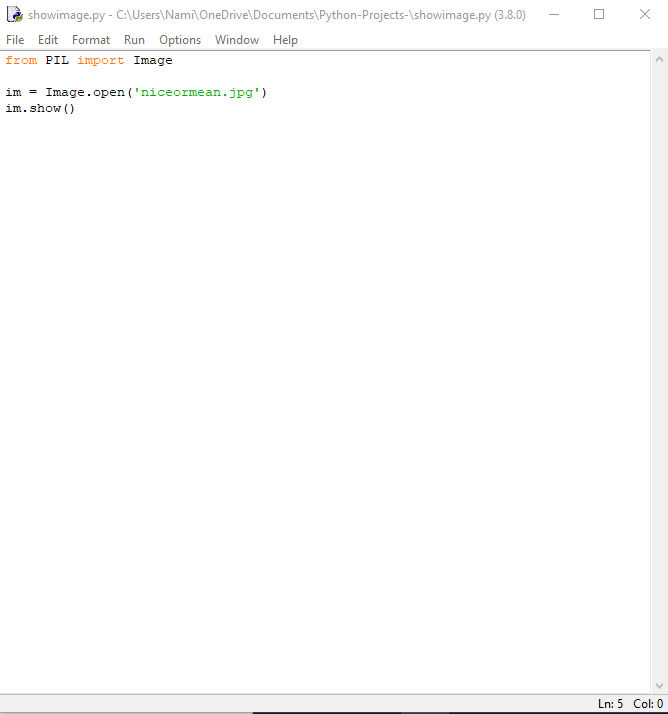 showimage.py - C:\Users\Nami\OneDrive\Documents\Python-Projects-\showimage.py (3.8.0)
File Edit Format Run Options Window Help
from PIL import Image
im = Image.open('niceormean.jpg')
im.show()
Ln: 5 Col: 0